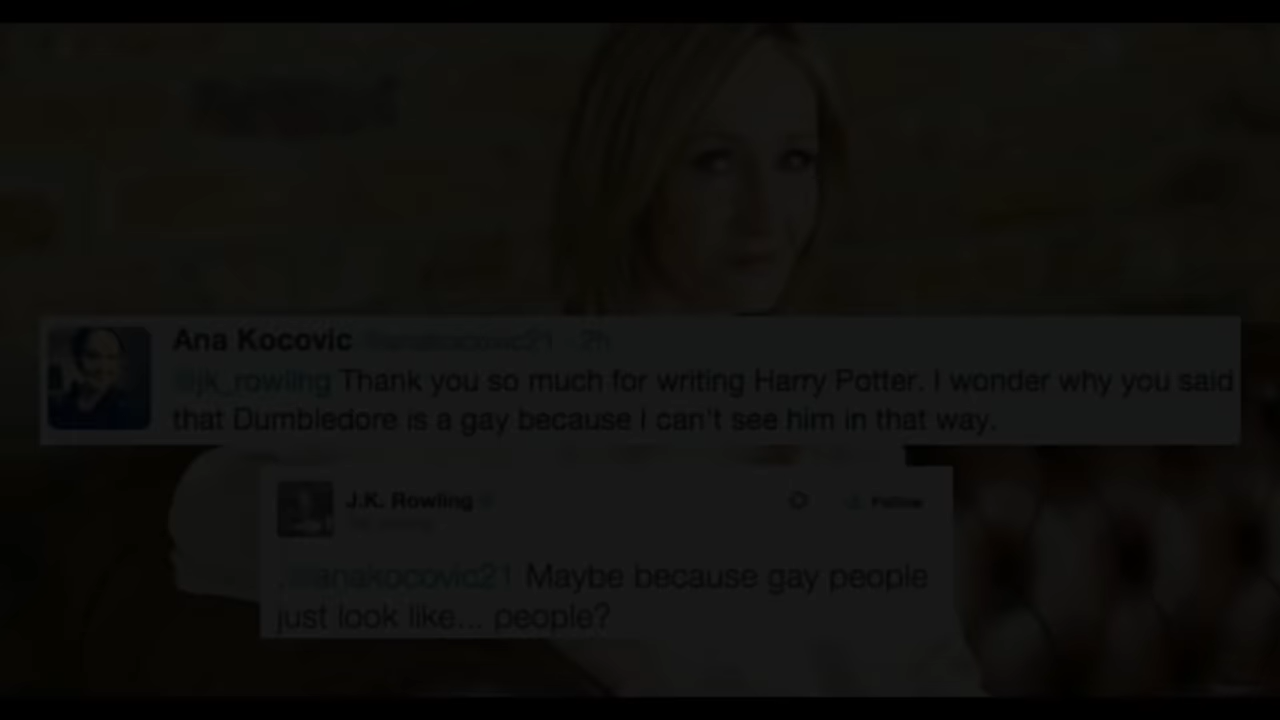 Ana Kocovic @anakocovic21 · 2h
@jk_rowling Thank you so much for writing Harry Potter. I wonder why you said
that Dumbledore is a gay because I can't see him in that way.
J.K. Rowling
Follow
.@anakocovic21 Maybe because gay people
just look like... people?